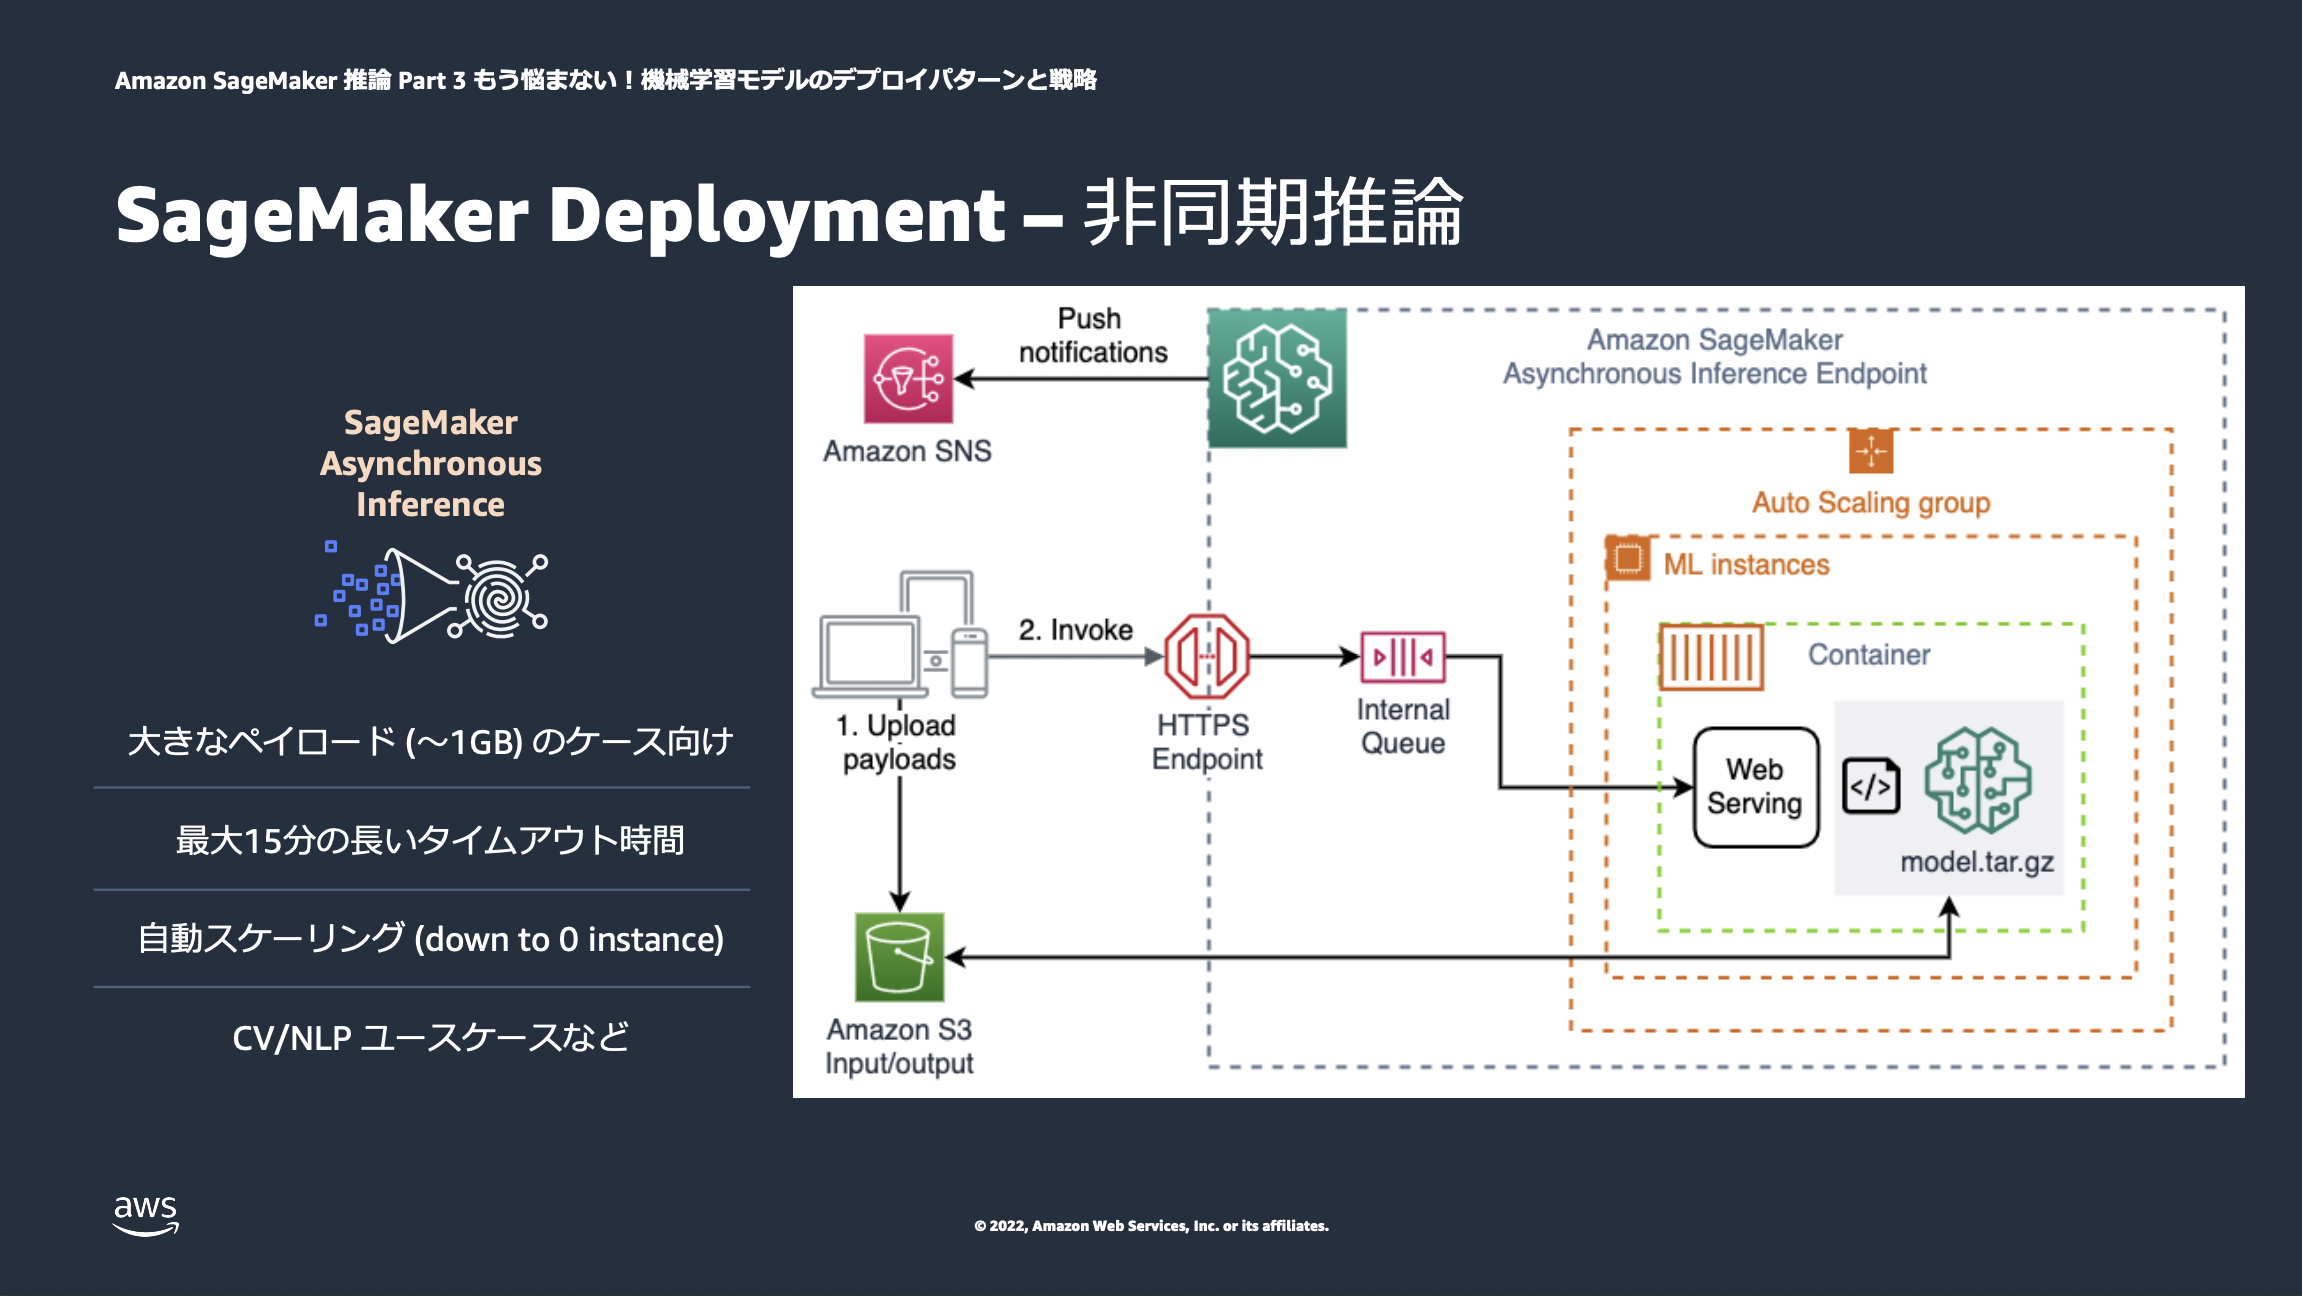 Amazon SageMaker 推論 Part 3 もう悩まない！機械学習モデルのデプロイパターンと戦略
SageMaker Deployment – 非同期推論
SageMaker
Asynchronous
Inference
大きなペイロード (～1GB) のケース向け
最大15分の長いタイムアウト時間
自動スケーリング (down to 0 instance)
CV/NLP ユースケースなど
Push
notifications
Amazon SNS
Amazon SageMaker
Asynchronous Inference Endpoint
Auto Scaling group
ML instances
Container
2. Invoke
1. Upload
payloads
HTTPS
Endpoint
Internal
Queue
Web
Serving
</>
model.tar.gz
Amazon S3
Input/output
aws
© 2022, Amazon Web Services, Inc. or its affiliates.